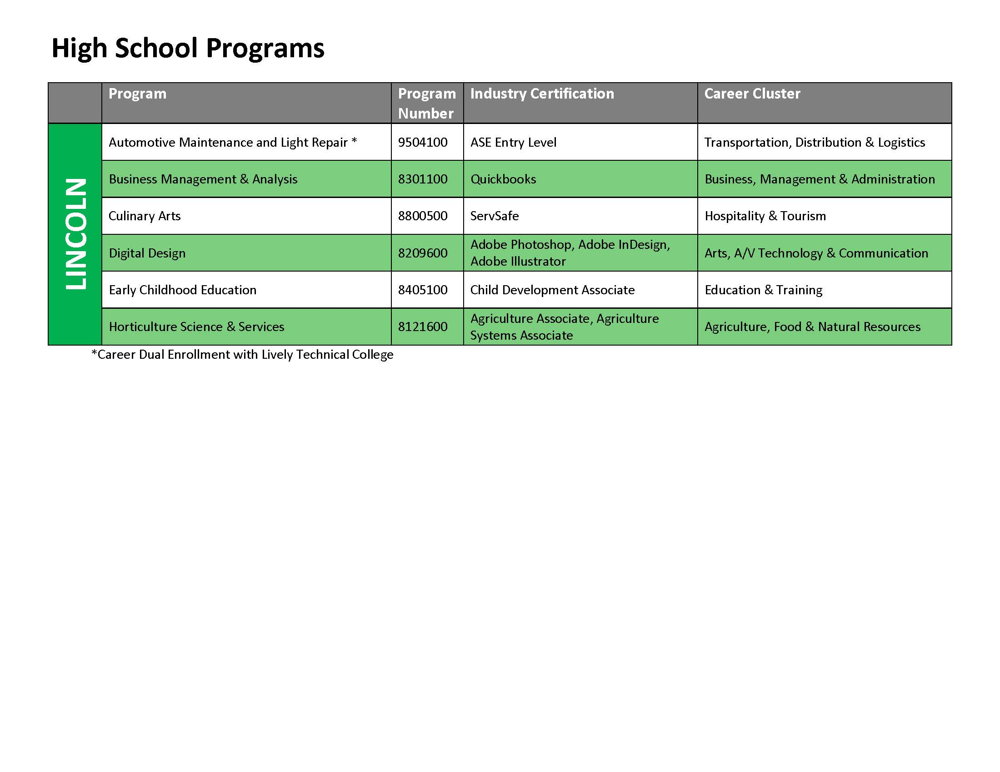 High School Programs
Program
Program
Number
Industry Certification
Career Cluster
LINCOLN
Automotive Maintenance and Light Repair *
9504100
ASE Entry Level
Transportation, Distribution & Logistics
Business Management & Analysis
8301100
Quickbooks
Business, Management & Administration
Culinary Arts
8800500
ServSafe
Hospitality & Tourism
Digital Design
8209600
Adobe Photoshop, Adobe InDesign,
Adobe Illustrator
Arts, A/V Technology & Communication
Early Childhood Education
8405100
Child Development Associate
Education & Training
Horticulture Science & Services
8121600
Agriculture Associate, Agriculture
Systems Associate
Agriculture, Food & Natural Resources
*Career Dual Enrollment with Lively Technical College